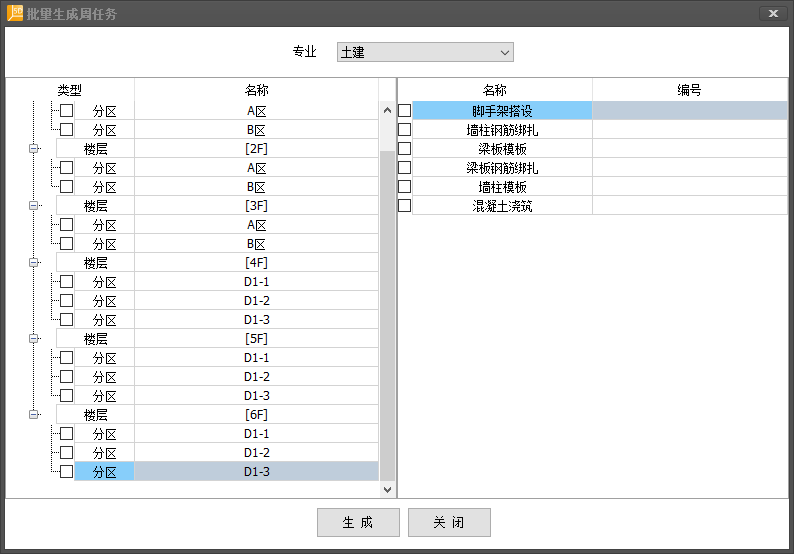 批量生成周任务
专业 土建
类型 名称
分区 A区
分区 B区
楼层 [2F]
分区 A区
分区 B区
楼层 [3F]
分区 A区
分区 B区
楼层 [4F]
分区 D1-1
分区 D1-2
分区 D1-3
楼层 [5F]
分区 D1-1
分区 D1-2
分区 D1-3
楼层 [6F]
分区 D1-1
分区 D1-2
分区 D1-3
名称 编号
脚手架搭设
墙柱钢筋绑扎
梁板模板
梁板钢筋绑扎
墙柱模板
混凝土浇筑
生成 关闭